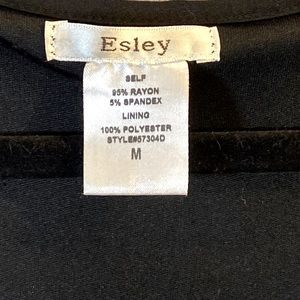 Esley
SELF
95% RAYON
5% SPANDEX
LINING
100% POLYESTER
STYLE#57304D
M